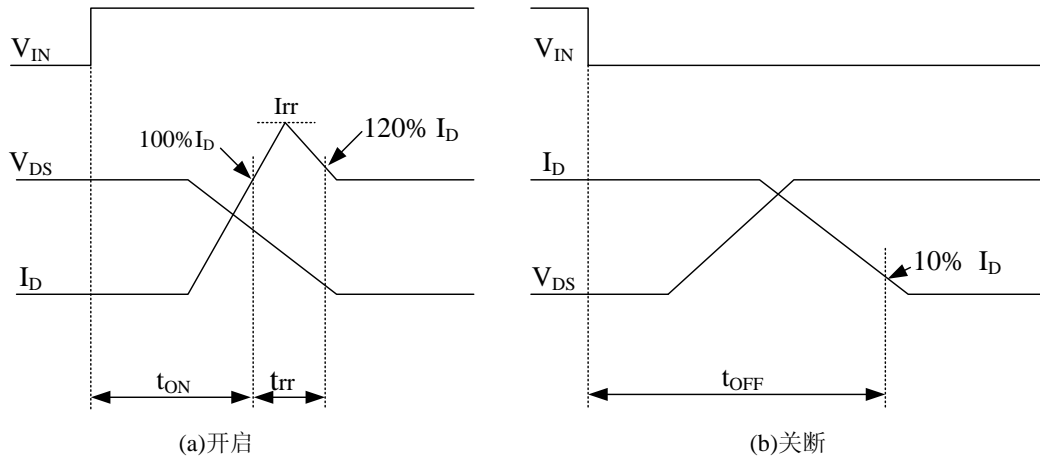 V_IN
Irr
100% I_D
120% I_D
V_DS
I_D
t_ON
trr
(a)开启
V_IN
I_D
V_DS
10% I_D
t_OFF
(b)关断